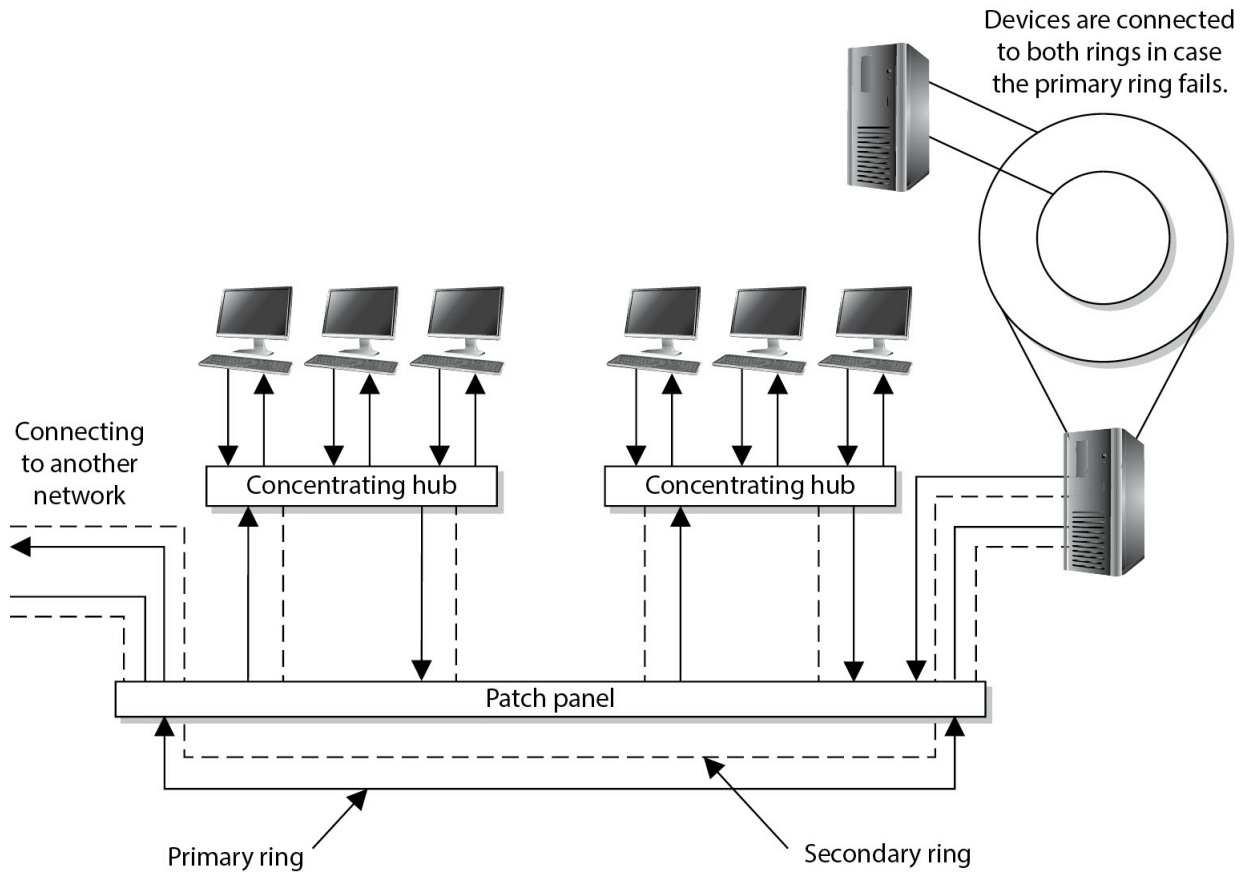 Devices are connected
to both rings in case
the primary ring fails.
Connecting
to another
network
Concentrating hub
Concentrating hub
Patch panel
Primary ring
Secondary ring